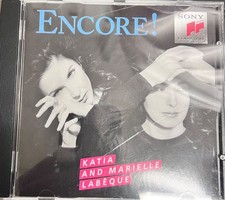 ENCORE!
SONY
KATIA
AND MARIELLE
LABÈQUE